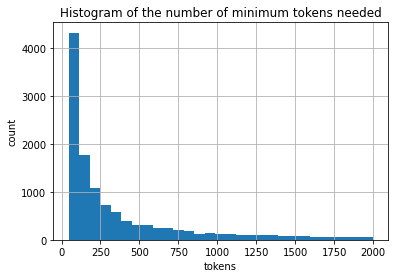 Histogram of the number of minimum tokens needed
4000
3000
2000
1000
0
count
0 250 500 750 1000 1250 1500 1750 2000
tokens